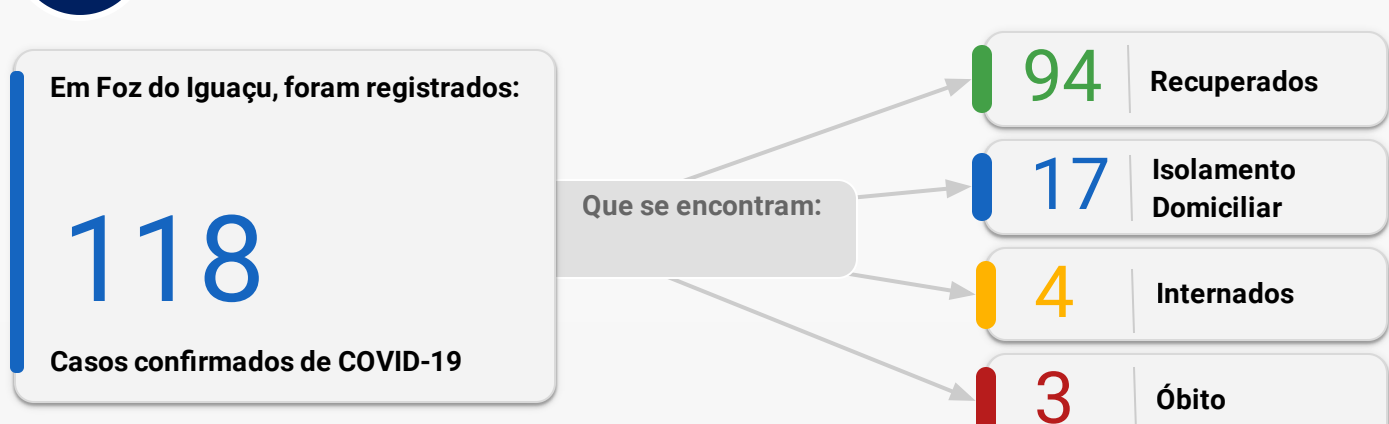 Em Foz do Iguaçu, foram registrados:
118
Casos confirmados de COVID-19
Que se encontram:
94
Recuperados
17
Isolamento
Domiciliar
4
Internados
3
Óbito